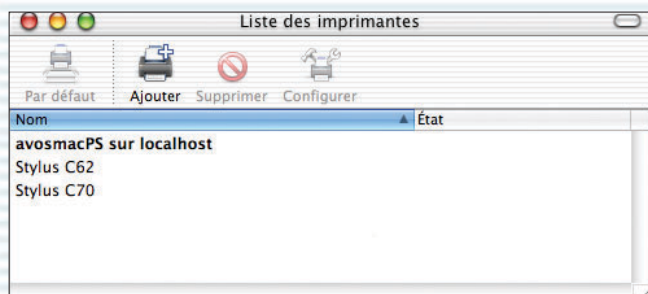 Liste des imprimantes
Par défaut Ajouter Supprimer Configurer
Nom État
avosmacPS sur localhost
Stylus C62
Stylus C70